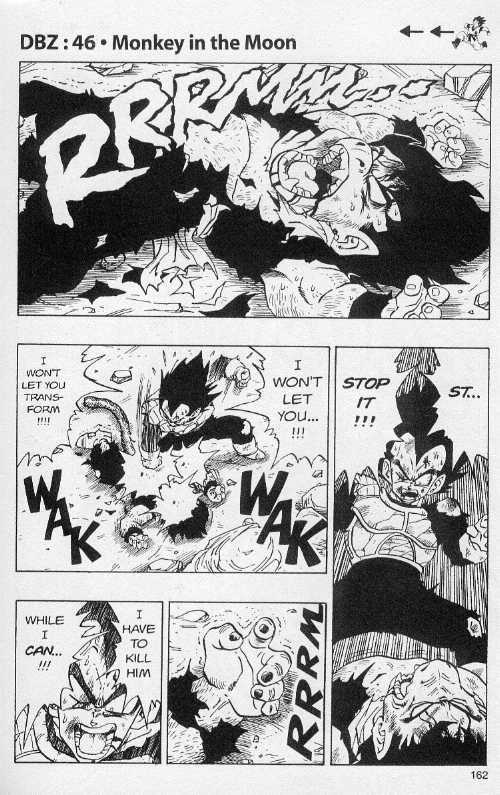 DBZ : 46 • Monkey in the Moon
RRRMM...
ST...
STOP
IT
!!!
I
WON'T
LET
YOU...
!!!
I
WON'T
LET YOU
TRANS-
FORM
!!!!
WAK
WAK
RRRM
I
HAVE
TO
KILL
HIM
WHILE
I
CAN...
!!!
162